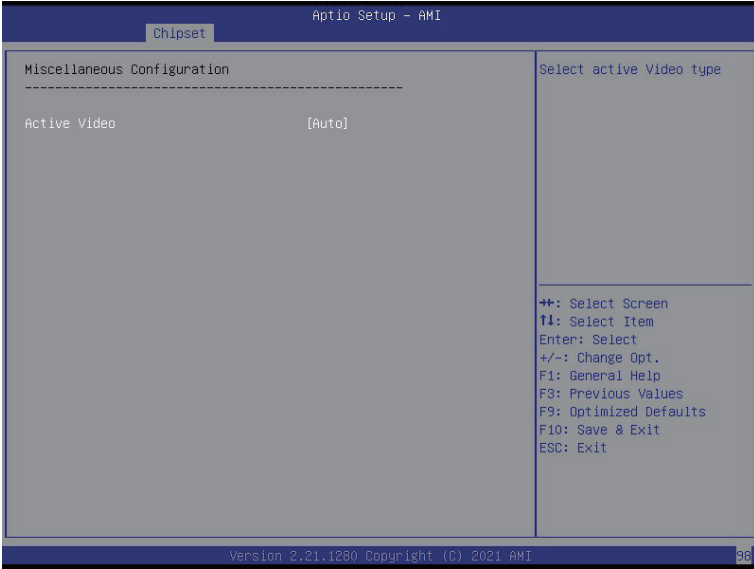 Aptio Setup – AMI
Chipset
Miscellaneous Configuration
--------------------------------------------------
Active Video [Auto]
Select active Video type
→←: Select Screen
↑↓: Select Item
Enter: Select
+/-: Change Opt.
F1: General Help
F3: Previous Values
F9: Optimized Defaults
F10: Save & Exit
ESC: Exit
Version 2.21.1280 Copyright (C) 2021 AMI
98